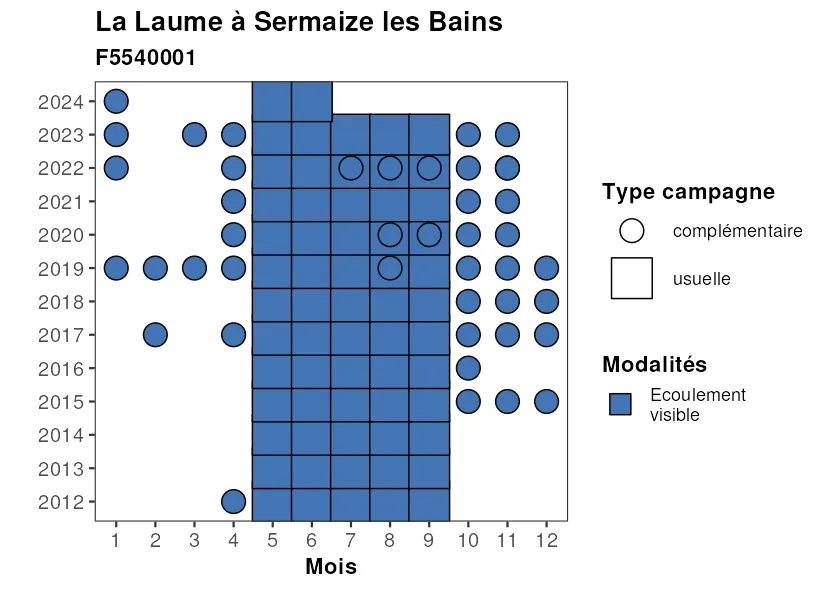 La Laume à Sermaize les Bains
F5540001
2024
2023
2022
2021
2020
2019
2018
2017
2016
2015
2014
2013
2012
1 2 3 4 5 6 7 8 9 10 11 12
Mois
Type campagne
complémentaire
usuelle
Modalités
Ecoulement
visible